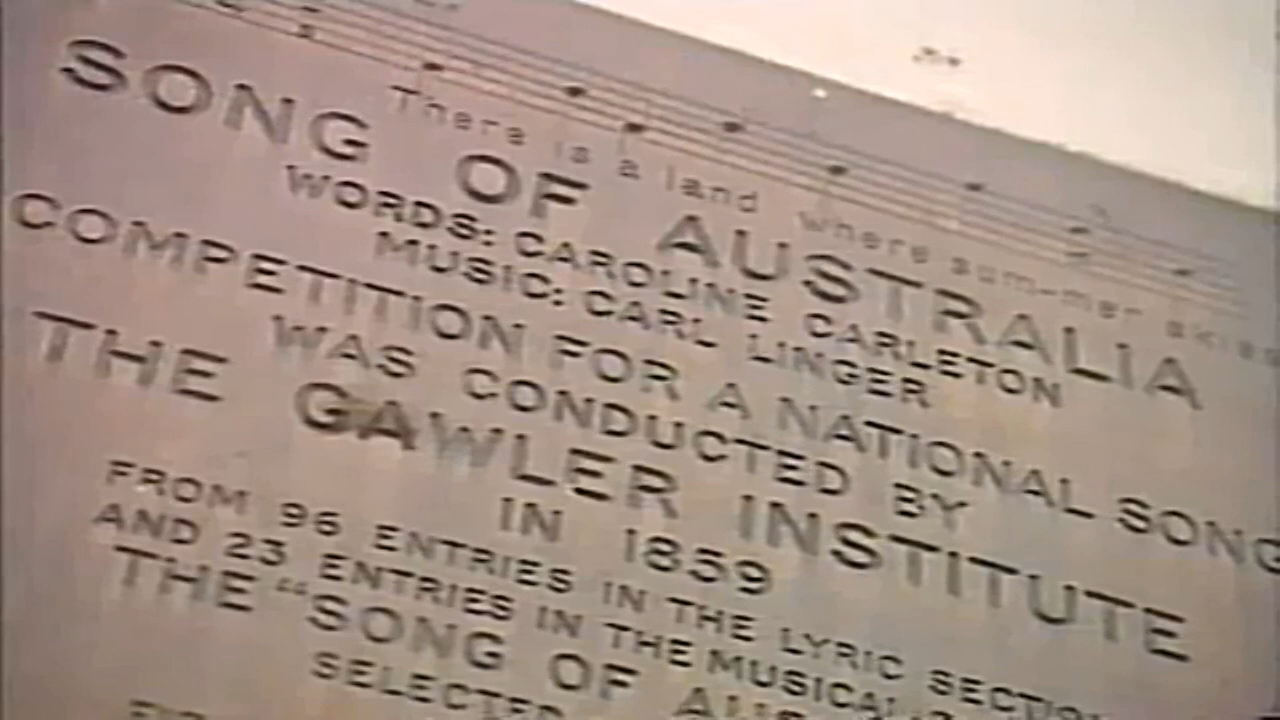 There is a land where sum-mer skies
SONG OF AUSTRALIA
WORDS: CAROLINE CARLETON
MUSIC: CARL LINGER
COMPETITION FOR A NATIONAL SONG
WAS CONDUCTED BY
THE GAWLER INSTITUTE
IN 1859
FROM 96 ENTRIES IN THE LYRIC
AND 23 ENTRIES IN THE MUSICAL
THE "SONG OF